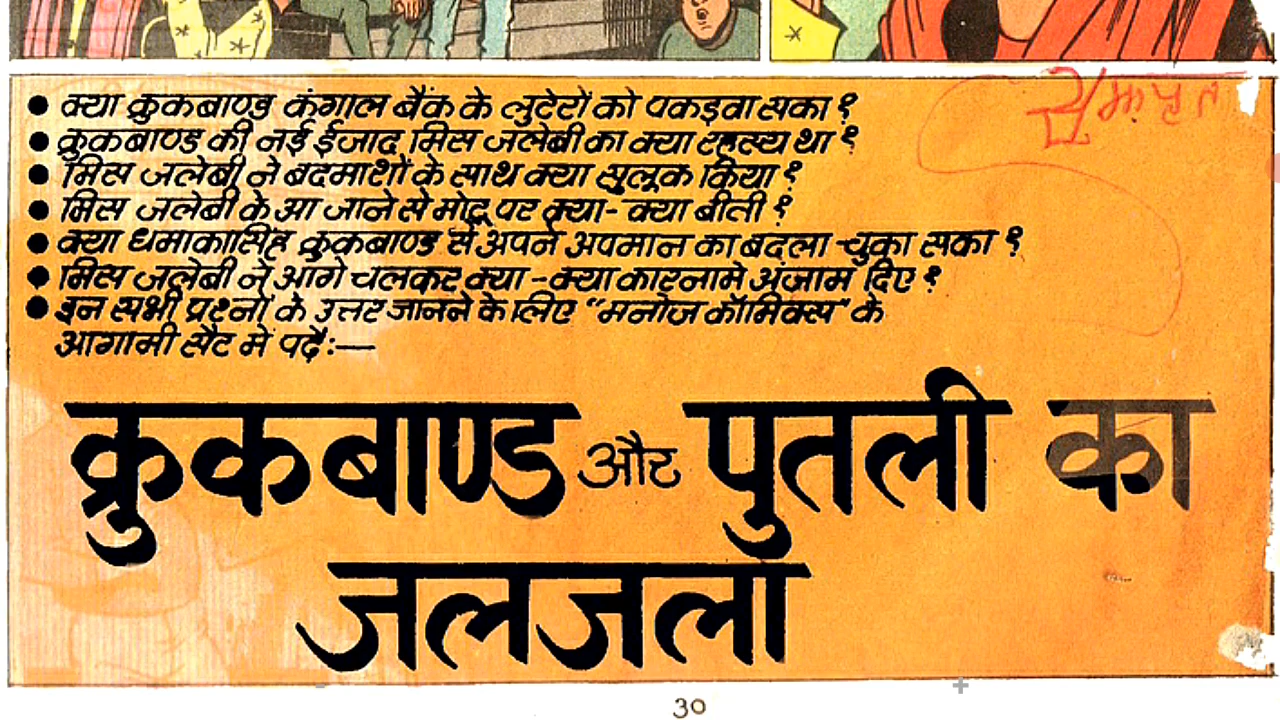 ● क्या क्रुकबाण्ड कंगाल बैंक के लुटेरों को पकड़वा सका ?
● क्रुकबाण्ड की नई ईजाद मिस जलेबी का क्या रहस्य था ?
● मिस जलेबी ने बदमाशों के साथ क्या सुलूक किया ?
● मिस जलेबी के आ जाने से मोटू पर क्या-क्या बीती ?
● क्या धमाकासिंह क्रुकबाण्ड से अपने अपमान का बदला चुका सका ?
● मिस जलेबी ने आगे चलकर क्या-क्या कारनामे अंजाम दिए ?
● इन सभी प्रश्नों के उत्तर जानने के लिए "मनोज कॉमिक्स" के
आगामी सैट में पढ़ें:—
समाप्त
क्रुकबाण्ड और पुतली का
जलजला
30